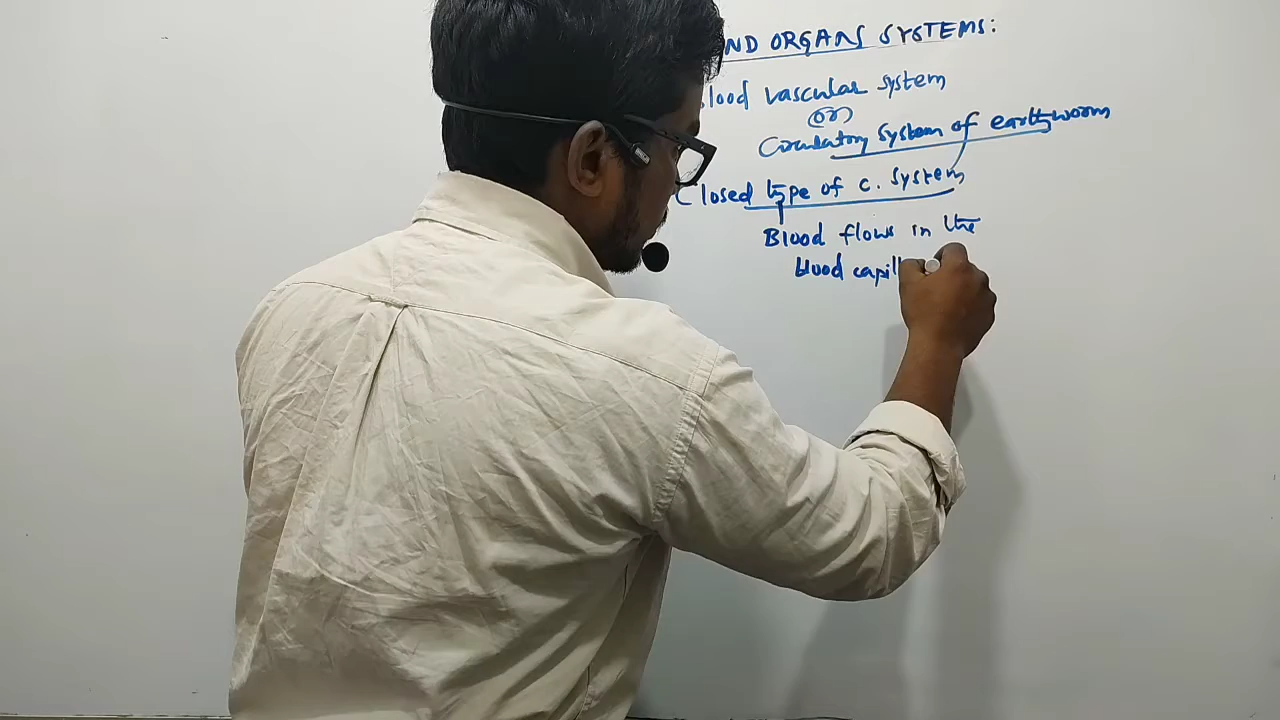 ND ORGANS SYSTEMS:
lood vascular system
(or)
Circulatory system of earthworm
Closed type of c. system
Blood flows in the
blood capill